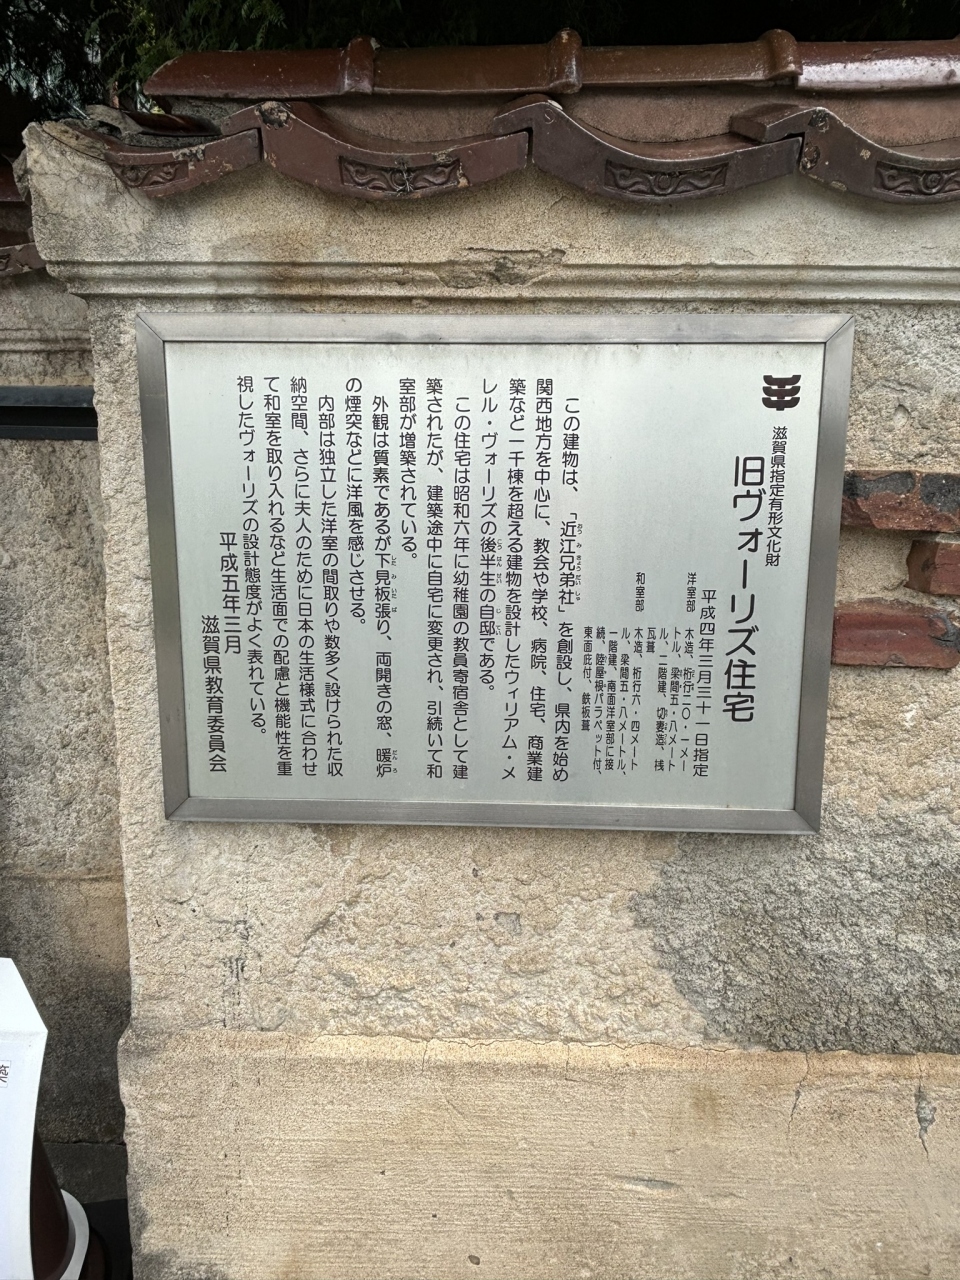 滋賀県指定有形文化財
旧ヴォーリズ住宅
平成四年三月三十一日指定
洋室部 木造、桁行二〇・一メー
トル、梁間五・八メート
ル、二階建、切妻造、桟
瓦葺
和室部 木造、桁行六・四メート
ル、梁間五・八メートル、
一階建、南面洋室部に接
続、陸屋根パラペット付、
東面庇付、鉄板葺
この建物は、「近江兄弟社」を創設し、県内を始め
関西地方を中心に、教会や学校、病院、住宅、商業建
築など一千棟を超える建物を設計したウィリアム・メ
レル・ヴォーリズの後半生の自邸である。
この住宅は昭和六年に幼稚園の教員寄宿舎として建
築されたが、建築途中に自宅に変更され、引続いて和
室部が増築されている。
外観は質素であるが下見板張り、両開きの窓、暖炉
の煙突などに洋風を感じさせる。
内部は独立した洋室の間取りや数多く設けられた収
納空間、さらに夫人のために日本の生活様式に合わせ
て和室を取り入れるなど生活面での配慮と機能性を重
視したヴォーリズの設計態度がよく表れている。
平成五年三月
滋賀県教育委員会